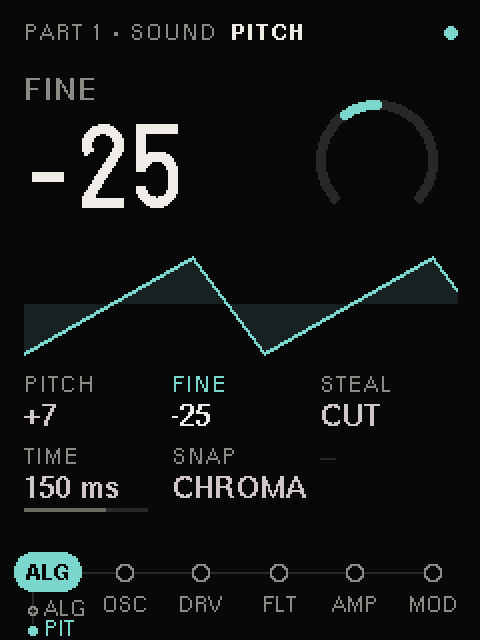 PART 1 · SOUND PITCH
FINE
-25
PITCH FINE STEAL
+7 -25 CUT
TIME SNAP —
150 ms CHROMA
ALG
ALG OSC DRV FLT AMP MOD
PIT